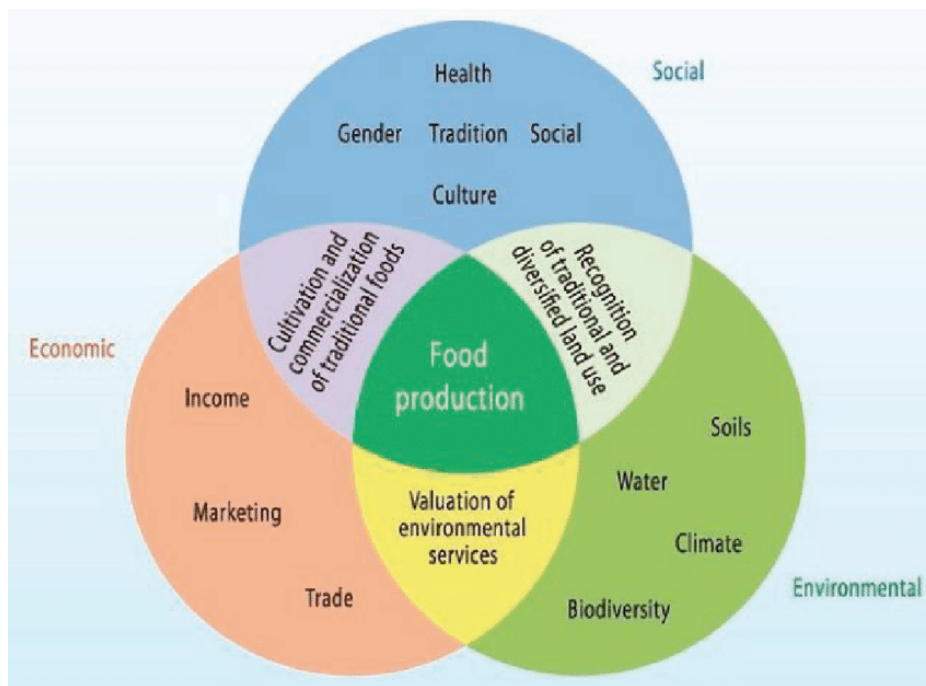 Health
Social
Gender Tradition Social
Culture
Cultivation and
commercialization
of traditional foods
Recognition
of traditional and
diversified land use
Economic
Food
production
Income
Soils
Water
Marketing
Valuation of
environmental
services
Climate
Trade
Biodiversity
Environmental